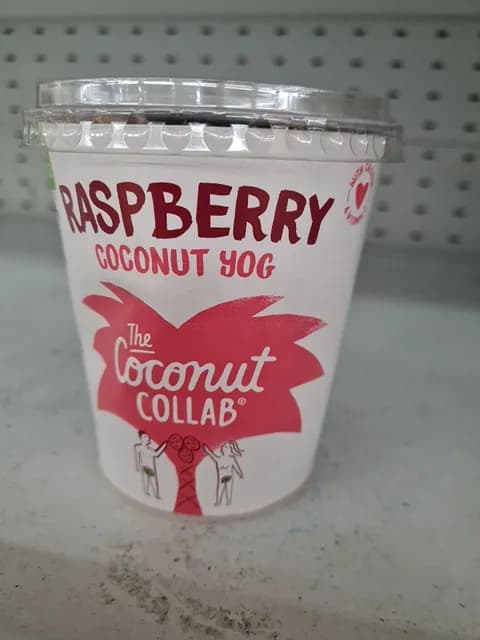 RASPBERRY
COCONUT YOG
The
Coconut
COLLAB®